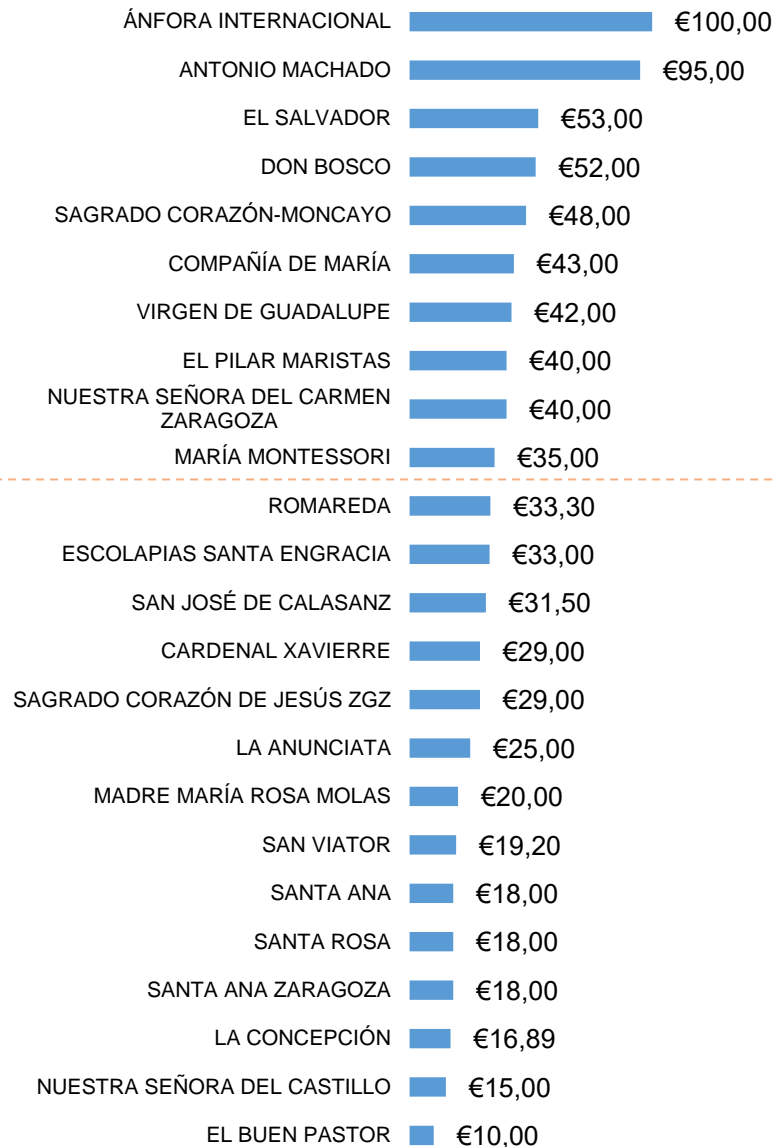 ÁNFORA INTERNACIONAL €100,00
ANTONIO MACHADO €95,00
EL SALVADOR €53,00
DON BOSCO €52,00
SAGRADO CORAZÓN-MONCAYO €48,00
COMPAÑÍA DE MARÍA €43,00
VIRGEN DE GUADALUPE €42,00
EL PILAR MARISTAS €40,00
NUESTRA SEÑORA DEL CARMEN
ZARAGOZA €40,00
MARÍA MONTESSORI €35,00
ROMAREDA €33,30
ESCOLAPIAS SANTA ENGRACIA €33,00
SAN JOSÉ DE CALASANZ €31,50
CARDENAL XAVIERRE €29,00
SAGRADO CORAZÓN DE JESÚS ZGZ €29,00
LA ANUNCIATA €25,00
MADRE MARÍA ROSA MOLAS €20,00
SAN VIATOR €19,20
SANTA ANA €18,00
SANTA ROSA €18,00
SANTA ANA ZARAGOZA €18,00
LA CONCEPCIÓN €16,89
NUESTRA SEÑORA DEL CASTILLO €15,00
EL BUEN PASTOR €10,00